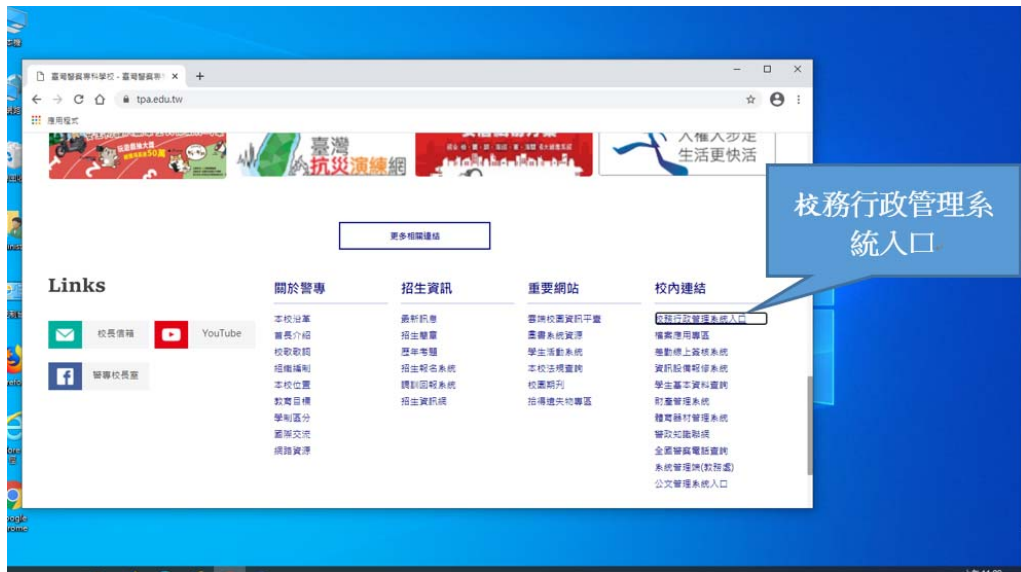 臺灣警察專科學校 - 臺灣警察專
tpa.edu.tw
應用程式
臺灣
抗災演練網
生活更快活
更多相關連結
校務行政管理系
統入口
Links
校長信箱
YouTube
警專校長室
關於警專
本校沿革
首長介紹
校歌歌詞
組織編制
本校位置
教育目標
學制區分
國際交流
網路資源
招生資訊
最新訊息
招生簡章
歷年考題
招生報名系統
調訓回報系統
招生資訊網
重要網站
雲端校園資訊平臺
圖書系統資源
學生活動系統
本校法規查詢
校園期刊
拾得遺失物專區
校內連結
校務行政管理系統入口
檔案應用專區
差勤線上簽核系統
資訊設備報修系統
學生基本資料查詢
財產管理系統
體育器材管理系統
警政知識聯網
全國警察電話查詢
系統管理端(教務處)
公文管理系統入口